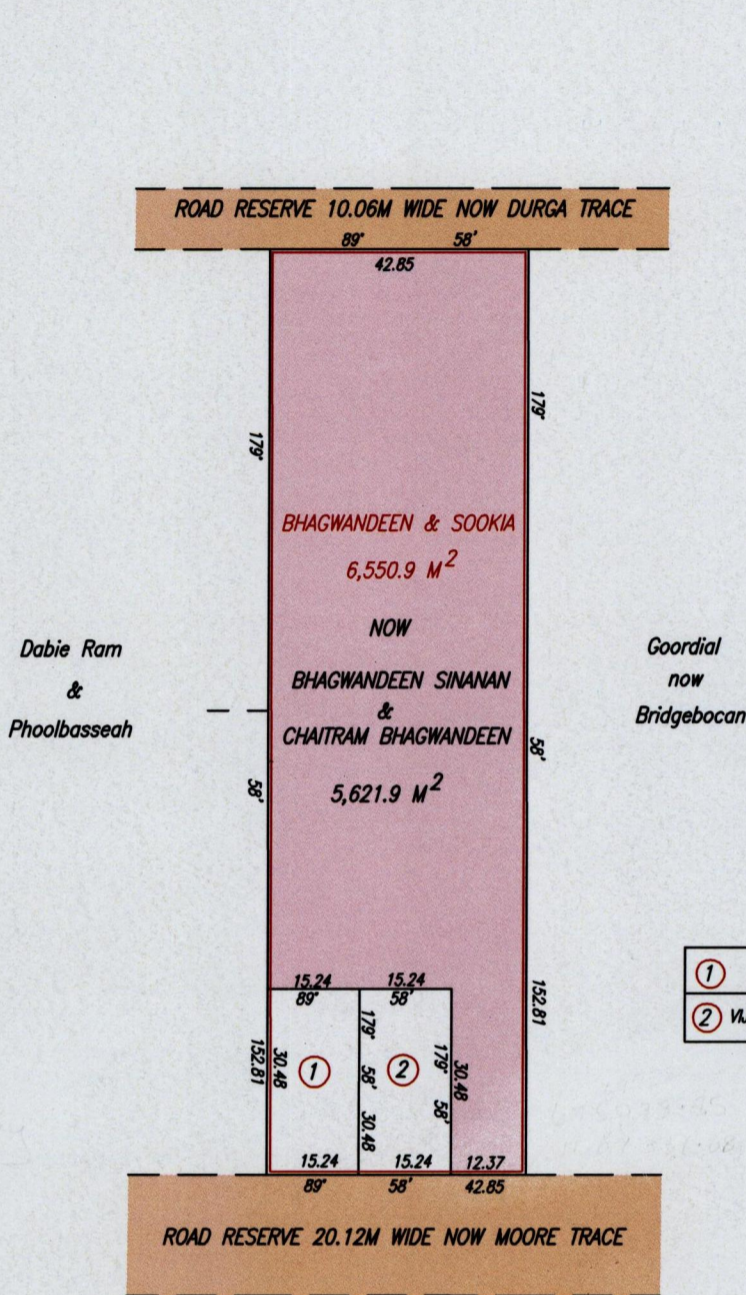 ROAD RESERVE 10.06M WIDE NOW DURGA TRACE
89° 58'
42.85
179°
179°
BHAGWANDEEN & SOOKIA
6,550.9 M²
NOW
BHAGWANDEEN SINANAN
&
CHAITRAM BHAGWANDEEN
5,621.9 M²
Dabie Ram
&
Phoolbasseah
Goordial
now
Bridgebocan
58'
58'
15.24 15.24
89° 58'
152.81
152.81
30.48
1
179° 58' 30.48
2
179° 58'
30.48
1
2
15.24 15.24 12.37
89° 58' 42.85
ROAD RESERVE 20.12M WIDE NOW MOORE TRACE